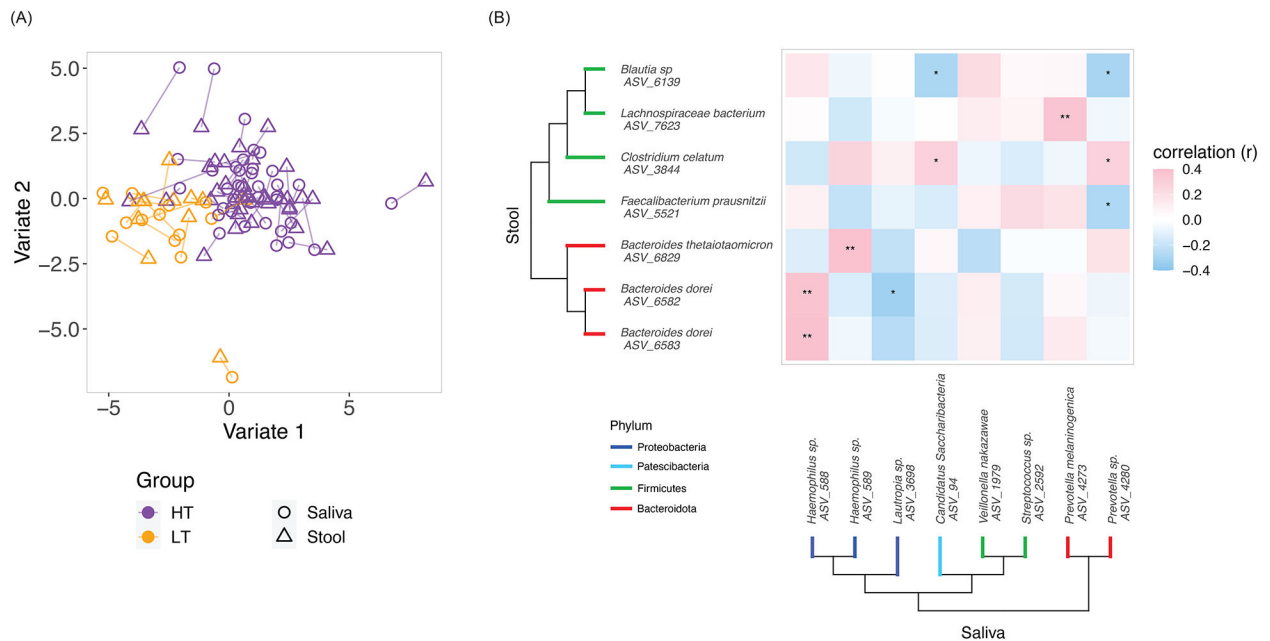 (A)
(B)
5.0
2.5
0.0
−2.5
−5.0
Variate 2
−5
0
5
Variate 1
Group
HT
LT
Saliva
Stool
Stool
Blautia sp
ASV_6139
Lachnospiraceae bacterium
ASV_7623
Clostridium celatum
ASV_3844
Faecalibacterium prausnitzii
ASV_5521
Bacteroides thetaiotaomicron
ASV_6829
Bacteroides dorei
ASV_6582
Bacteroides dorei
ASV_6583
*
*
**
*
*
*
**
**
*
**
correlation (r)
0.4
0.2
0.0
−0.2
−0.4
Phylum
Proteobacteria
Patescibacteria
Firmicutes
Bacteroidota
Haemophilus sp.
ASV_588
Haemophilus sp.
ASV_589
Lautropia sp.
ASV_3698
Candidatus Saccharibacteria
ASV_94
Veillonella nakazawae
ASV_1979
Streptococcus sp.
ASV_2592
Prevotella melaninogenica
ASV_4273
Prevotella sp.
ASV_4280
Saliva